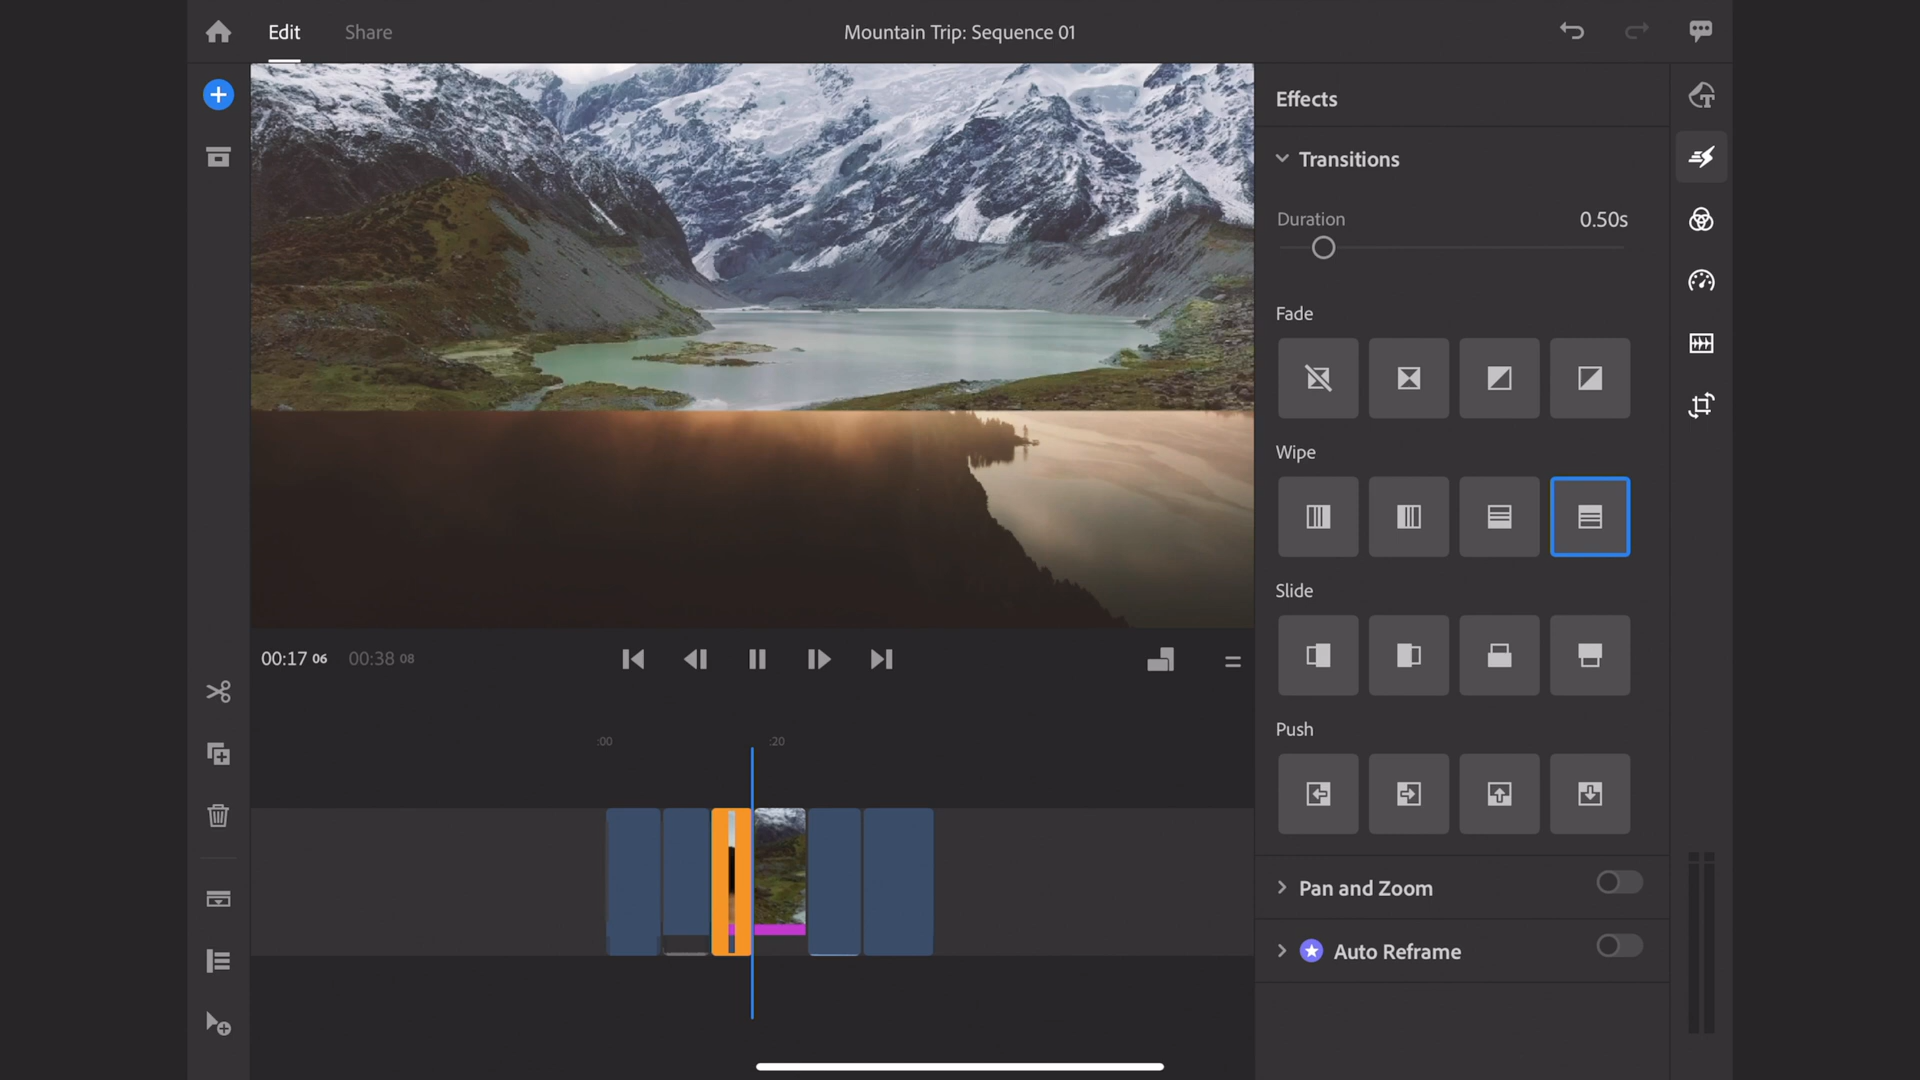 Edit
Share
Mountain Trip: Sequence 01
Effects
Transitions
Duration
0.50s
Fade
Wipe
Slide
Push
Pan and Zoom
Auto Reframe
00:17 06
00:38 08
:00
:20